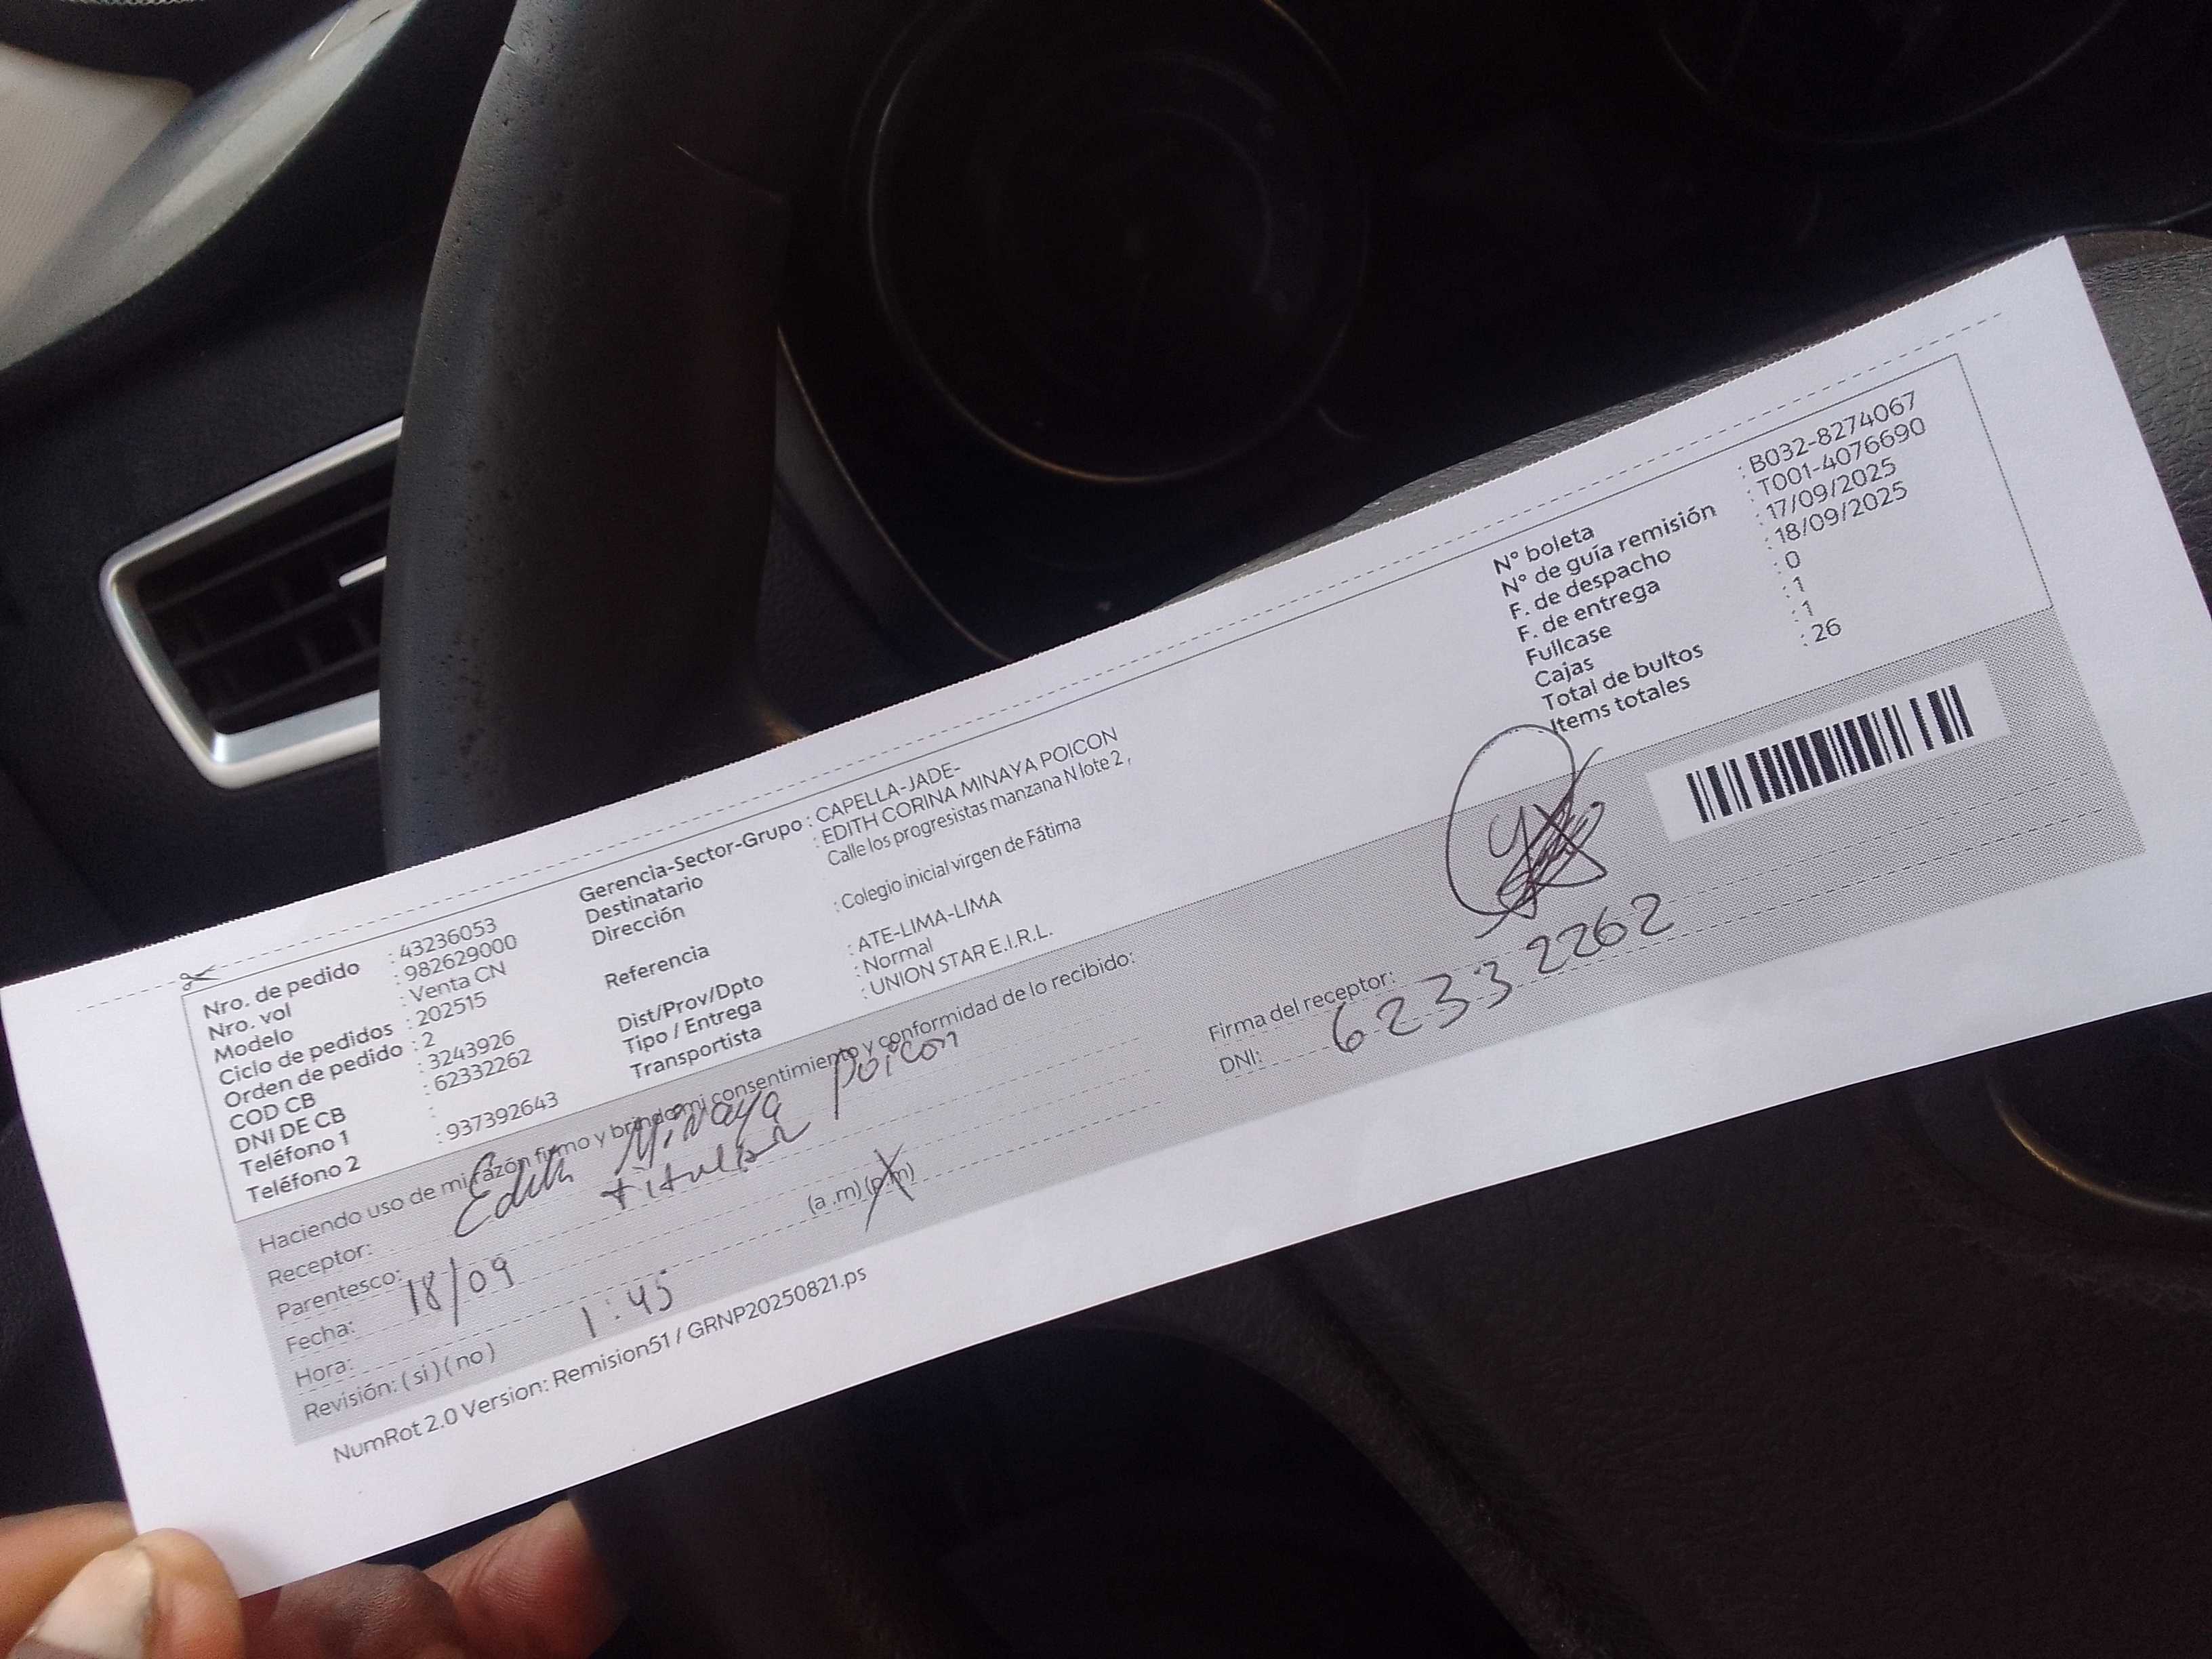 Nro. de pedido : 43236053
Nro. vol : 982629000
Modelo : Venta CN
Ciclo de pedidos : 202515
Orden de pedido : 2
COD CB : 3243926
DNI DE CB : 62332262
Teléfono 1 :
Teléfono 2 : 937392643
Gerencia-Sector-Grupo : CAPELLA-JADE-
Destinatario : EDITH CORINA MINAYA POICON
Dirección Calle los progresistas manzana N lote 2 ,
Referencia : Colegio inicial virgen de Fátima
Dist/Prov/Dpto : ATE-LIMA-LIMA
Tipo / Entrega : Normal
Transportista : UNION STAR E.I.R.L.
N° boleta : B032-8274067
N° de guía remisión : T001-4076690
F. de despacho : 17/09/2025
F. de entrega : 18/09/2025
Fullcase : 0
Cajas : 1
Total de bultos : 1
Items totales : 26
Haciendo uso de mi razón firmo y brindo mi consentimiento y conformidad de lo recibido:
Receptor: Edith Minaya Poicon
Parentesco: titular
Fecha: 18/09
Hora: 1:45 (a .m) (p.m)
Revisión: ( si ) ( no )
Firma del receptor:
DNI: 62332262
NumRot 2.0 Version: Remision51 / GRNP20250821.ps